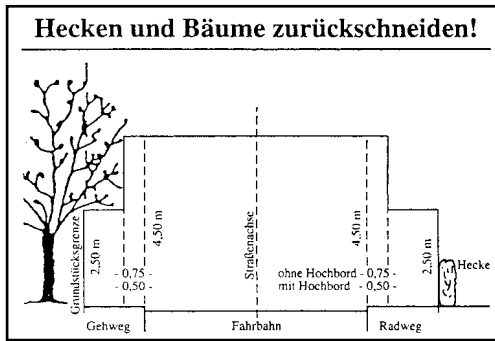 Hecken und Bäume zurückschneiden!
Grundstücksgrenze
2,50 m
4,50 m
Straßenachse
4,50 m
2,50 m
Hecke
- 0,75 -
- 0,50 -
ohne Hochbord - 0,75 -
mit Hochbord - 0,50 -
Gehweg
Fahrbahn
Radweg